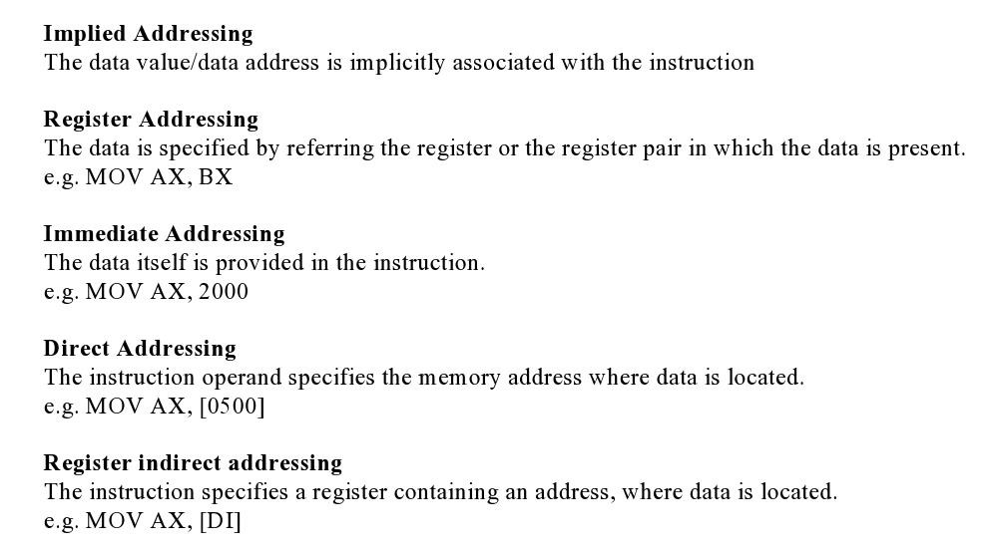 Implied Addressing
The data value/data address is implicitly associated with the instruction
Register Addressing
The data is specified by referring the register or the register pair in which the data is present.
e.g. MOV AX, BX
Immediate Addressing
The data itself is provided in the instruction.
e.g. MOV AX, 2000
Direct Addressing
The instruction operand specifies the memory address where data is located.
e.g. MOV AX, [0500]
Register indirect addressing
The instruction specifies a register containing an address, where data is located.
e.g. MOV AX, [DI]